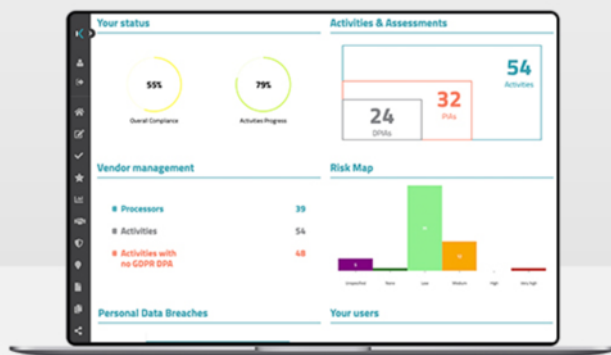 Your status
Activities & Assessments
55%
79%
Overall Compliance
Activities Progress
54
Activities
32
PIAs
24
DPIAs
Vendor management
Risk Map
Processors
39
Activities
54
Activities with
no GDPR DPA
48
Unspecified
None
Low
Medium
High
Very high
Personal Data Breaches
Your users